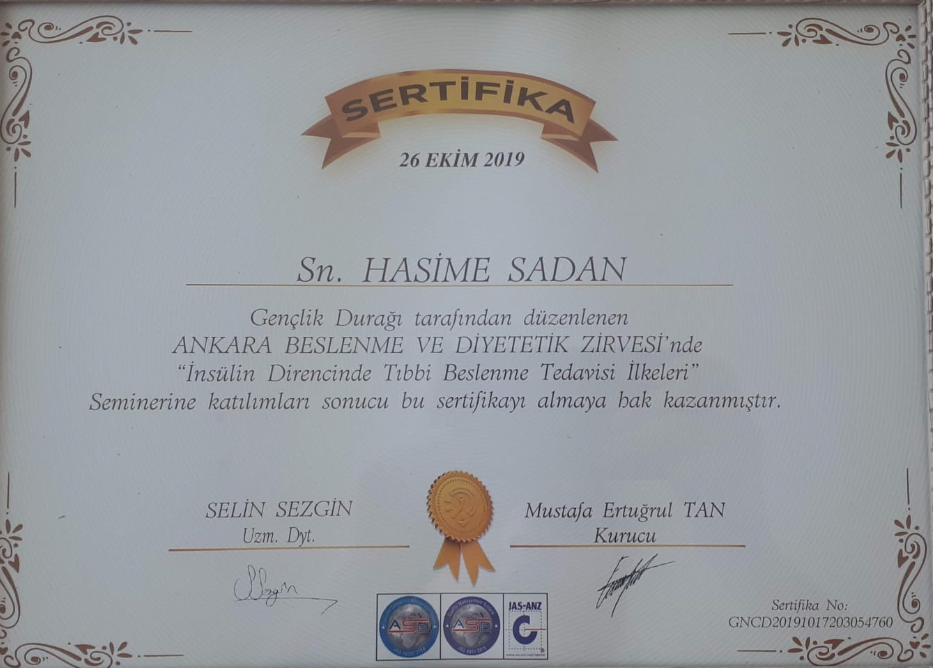 SERTİFİKA
26 EKİM 2019
Sn. HASİME SADAN
Gençlik Durağı tarafından düzenlenen
ANKARA BESLENME VE DİYETETİK ZİRVESİ'nde
“İnsülin Direncinde Tıbbi Beslenme Tedavisi İlkeleri”
Seminerine katılımları sonucu bu sertifikayı almaya hak kazanmıştır.
SELİN SEZGİN
Uzm. Dyt.
Mustafa Ertuğrul TAN
Kurucu
ASD
ASD
JAS-ANZ
C
Sertifika No:
GNCD20191017203054760